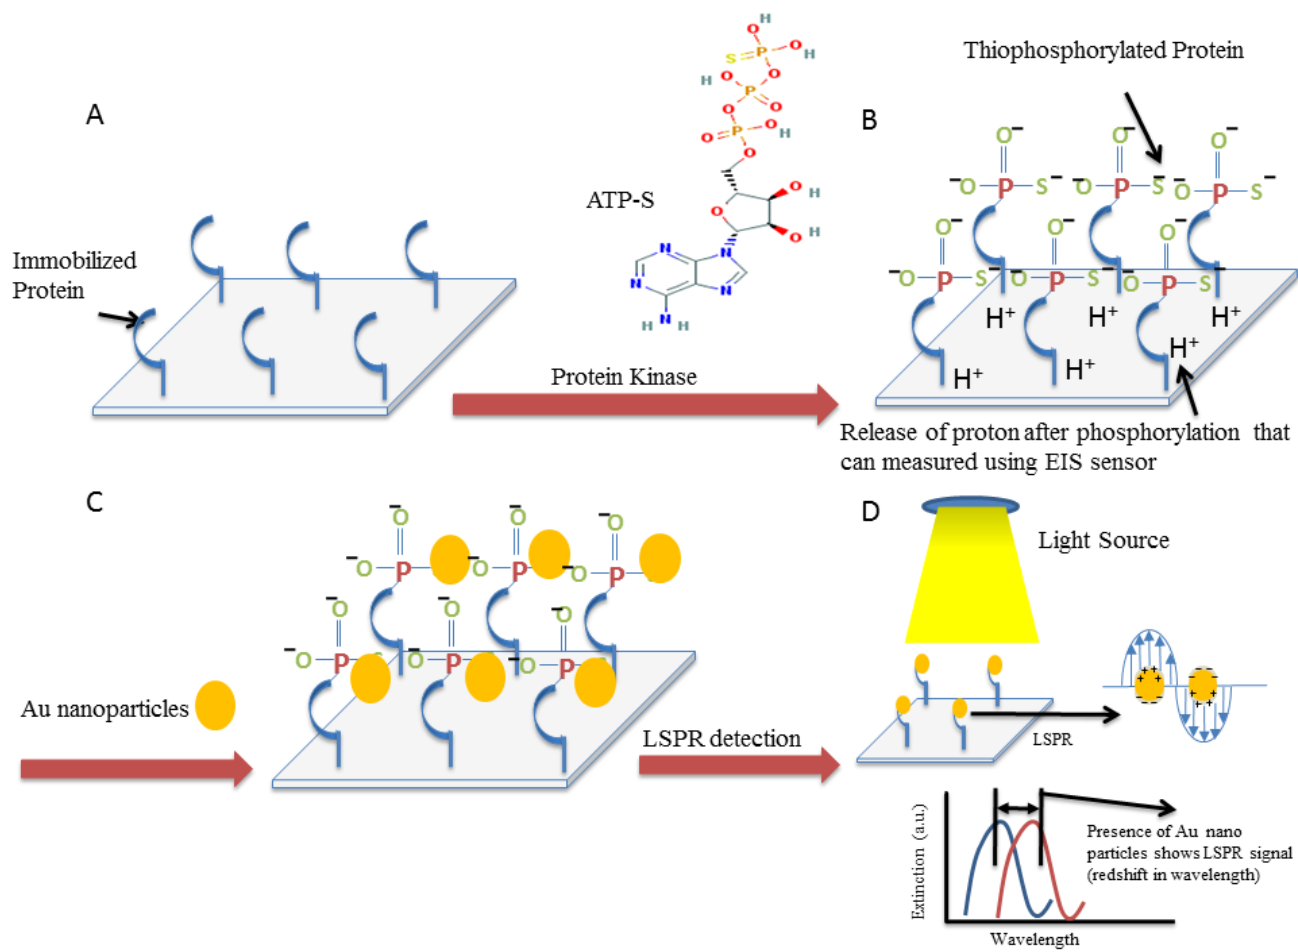 A
Immobilized
Protein
ATP-S
Protein Kinase
Thiophosphorylated Protein
B
H+ H+ H+
H+ H+ H+
Release of proton after phosphorylation that
can measured using EIS sensor
C
Au nanoparticles
LSPR detection
D
Light Source
LSPR
Extinction (a.u.)
Wavelength
Presence of Au nano
particles shows LSPR signal
(redshift in wavelength)